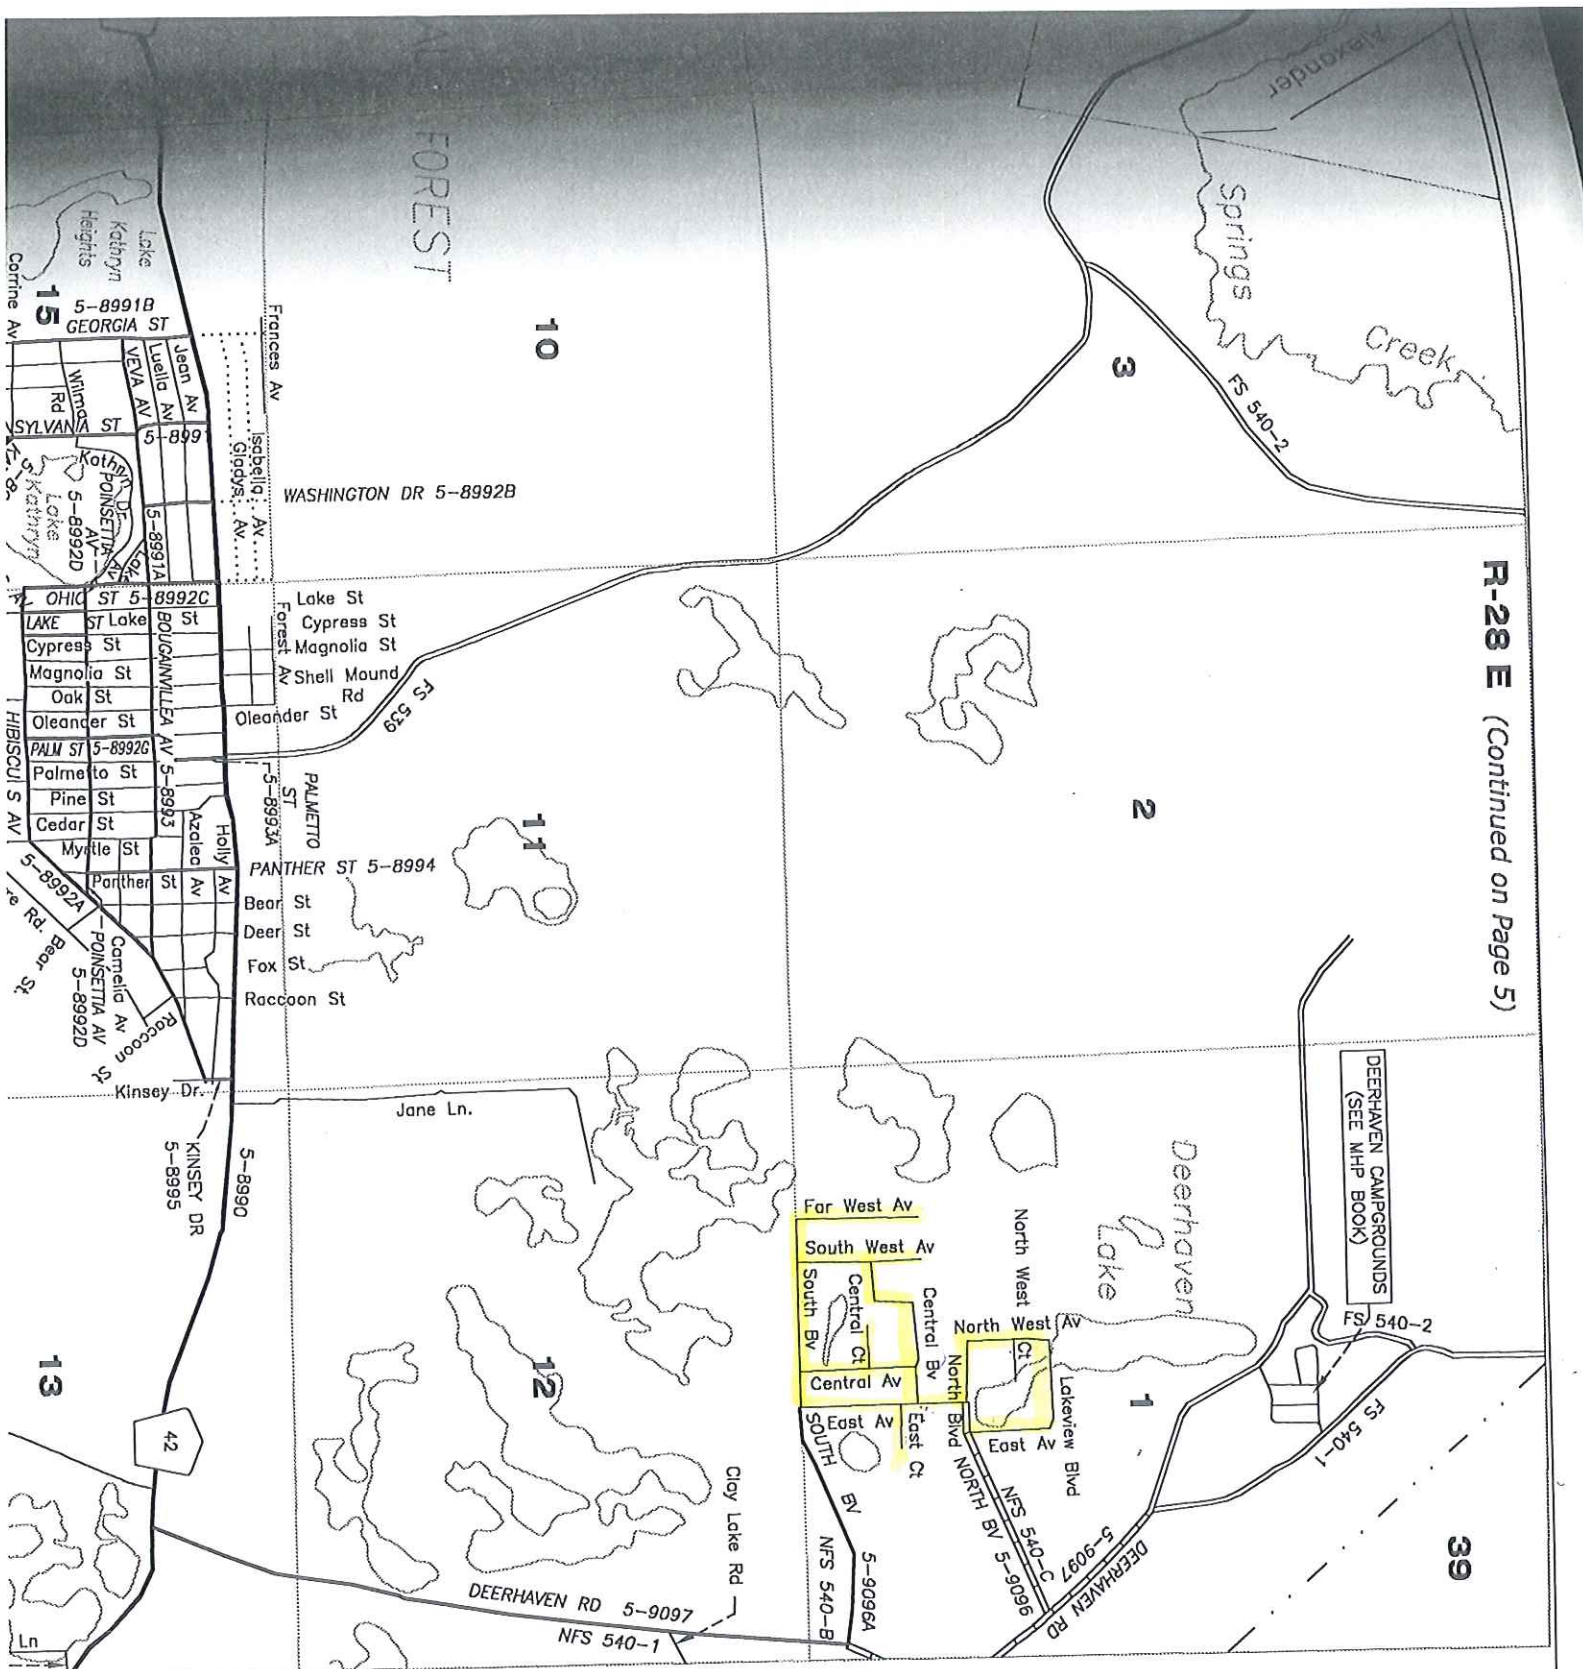 Alexander
Springs
Creek
FOREST
R-28 E (Continued on Page 5)
3
FS 540-2
10
2
Lake
Kathryn
Heights
15
5-8991B
GEORGIA ST
Corrine Av
Jean Av
Luella Av
VEVA AV
Wilma
Rd
SYLVANIA ST
5-8991
Frances Av
Isabella Av
Gladys Av
WASHINGTON DR 5-8992B
Kathryn Dr
POINSETTIA
AV
5-8992D
Lake
Kathryn
5-8991A
OHIO ST 5-8992C
LAKE ST Lake St
Cypress St
Magnolia St
Oak St
Oleander St
PALM ST 5-8992G
Palmetto St
Pine St
Cedar St
Myrtle St
Panther St
BOUGAINVILLEA AV 5-8993
HIBISCUS AV
Azalea Av
Holly Av
Lake St
Cypress St
Magnolia St
Shell Mound
Rd
Forest Av
Oleander St
FS 539
PALMETTO
ST
5-8993A
11
PANTHER ST 5-8994
Bear St
Deer St
Fox St
Raccoon St
5-8992A
re Rd.
Bear St.
Camelia Av
POINSETTIA AV
5-8992D
Raccoon St
Kinsey Dr.
KINSEY DR
5-8995
Jane Ln.
5-8990
DEERHAVEN CAMPGROUNDS
(SEE MHP BOOK)
FS 540-2
FS 540-1
Deerhaven
Lake
1
39
Far West Av
South West Av
South Bv
Central Ct
Central Bv
Central Av
North West
Ct
North West Av
Lakeview Blvd
North Blvd
East Av
East Av
East Ct
NORTH BV 5-9096
NFS 540-C
5-9097
DEERHAVEN RD
SOUTH BV 5-9096A
NFS 540-B
12
13
42
Clay Lake Rd
DEERHAVEN RD 5-9097
NFS 540-1
Ln